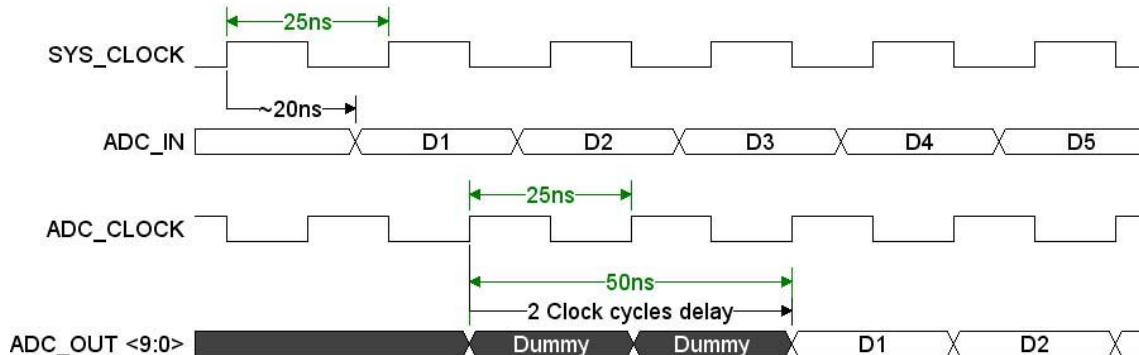 25ns
SYS_CLOCK
~20ns
ADC_IN D1 D2 D3 D4 D5
25ns
ADC_CLOCK
50ns
2 Clock cycles delay
ADC_OUT <9:0> Dummy Dummy D1 D2